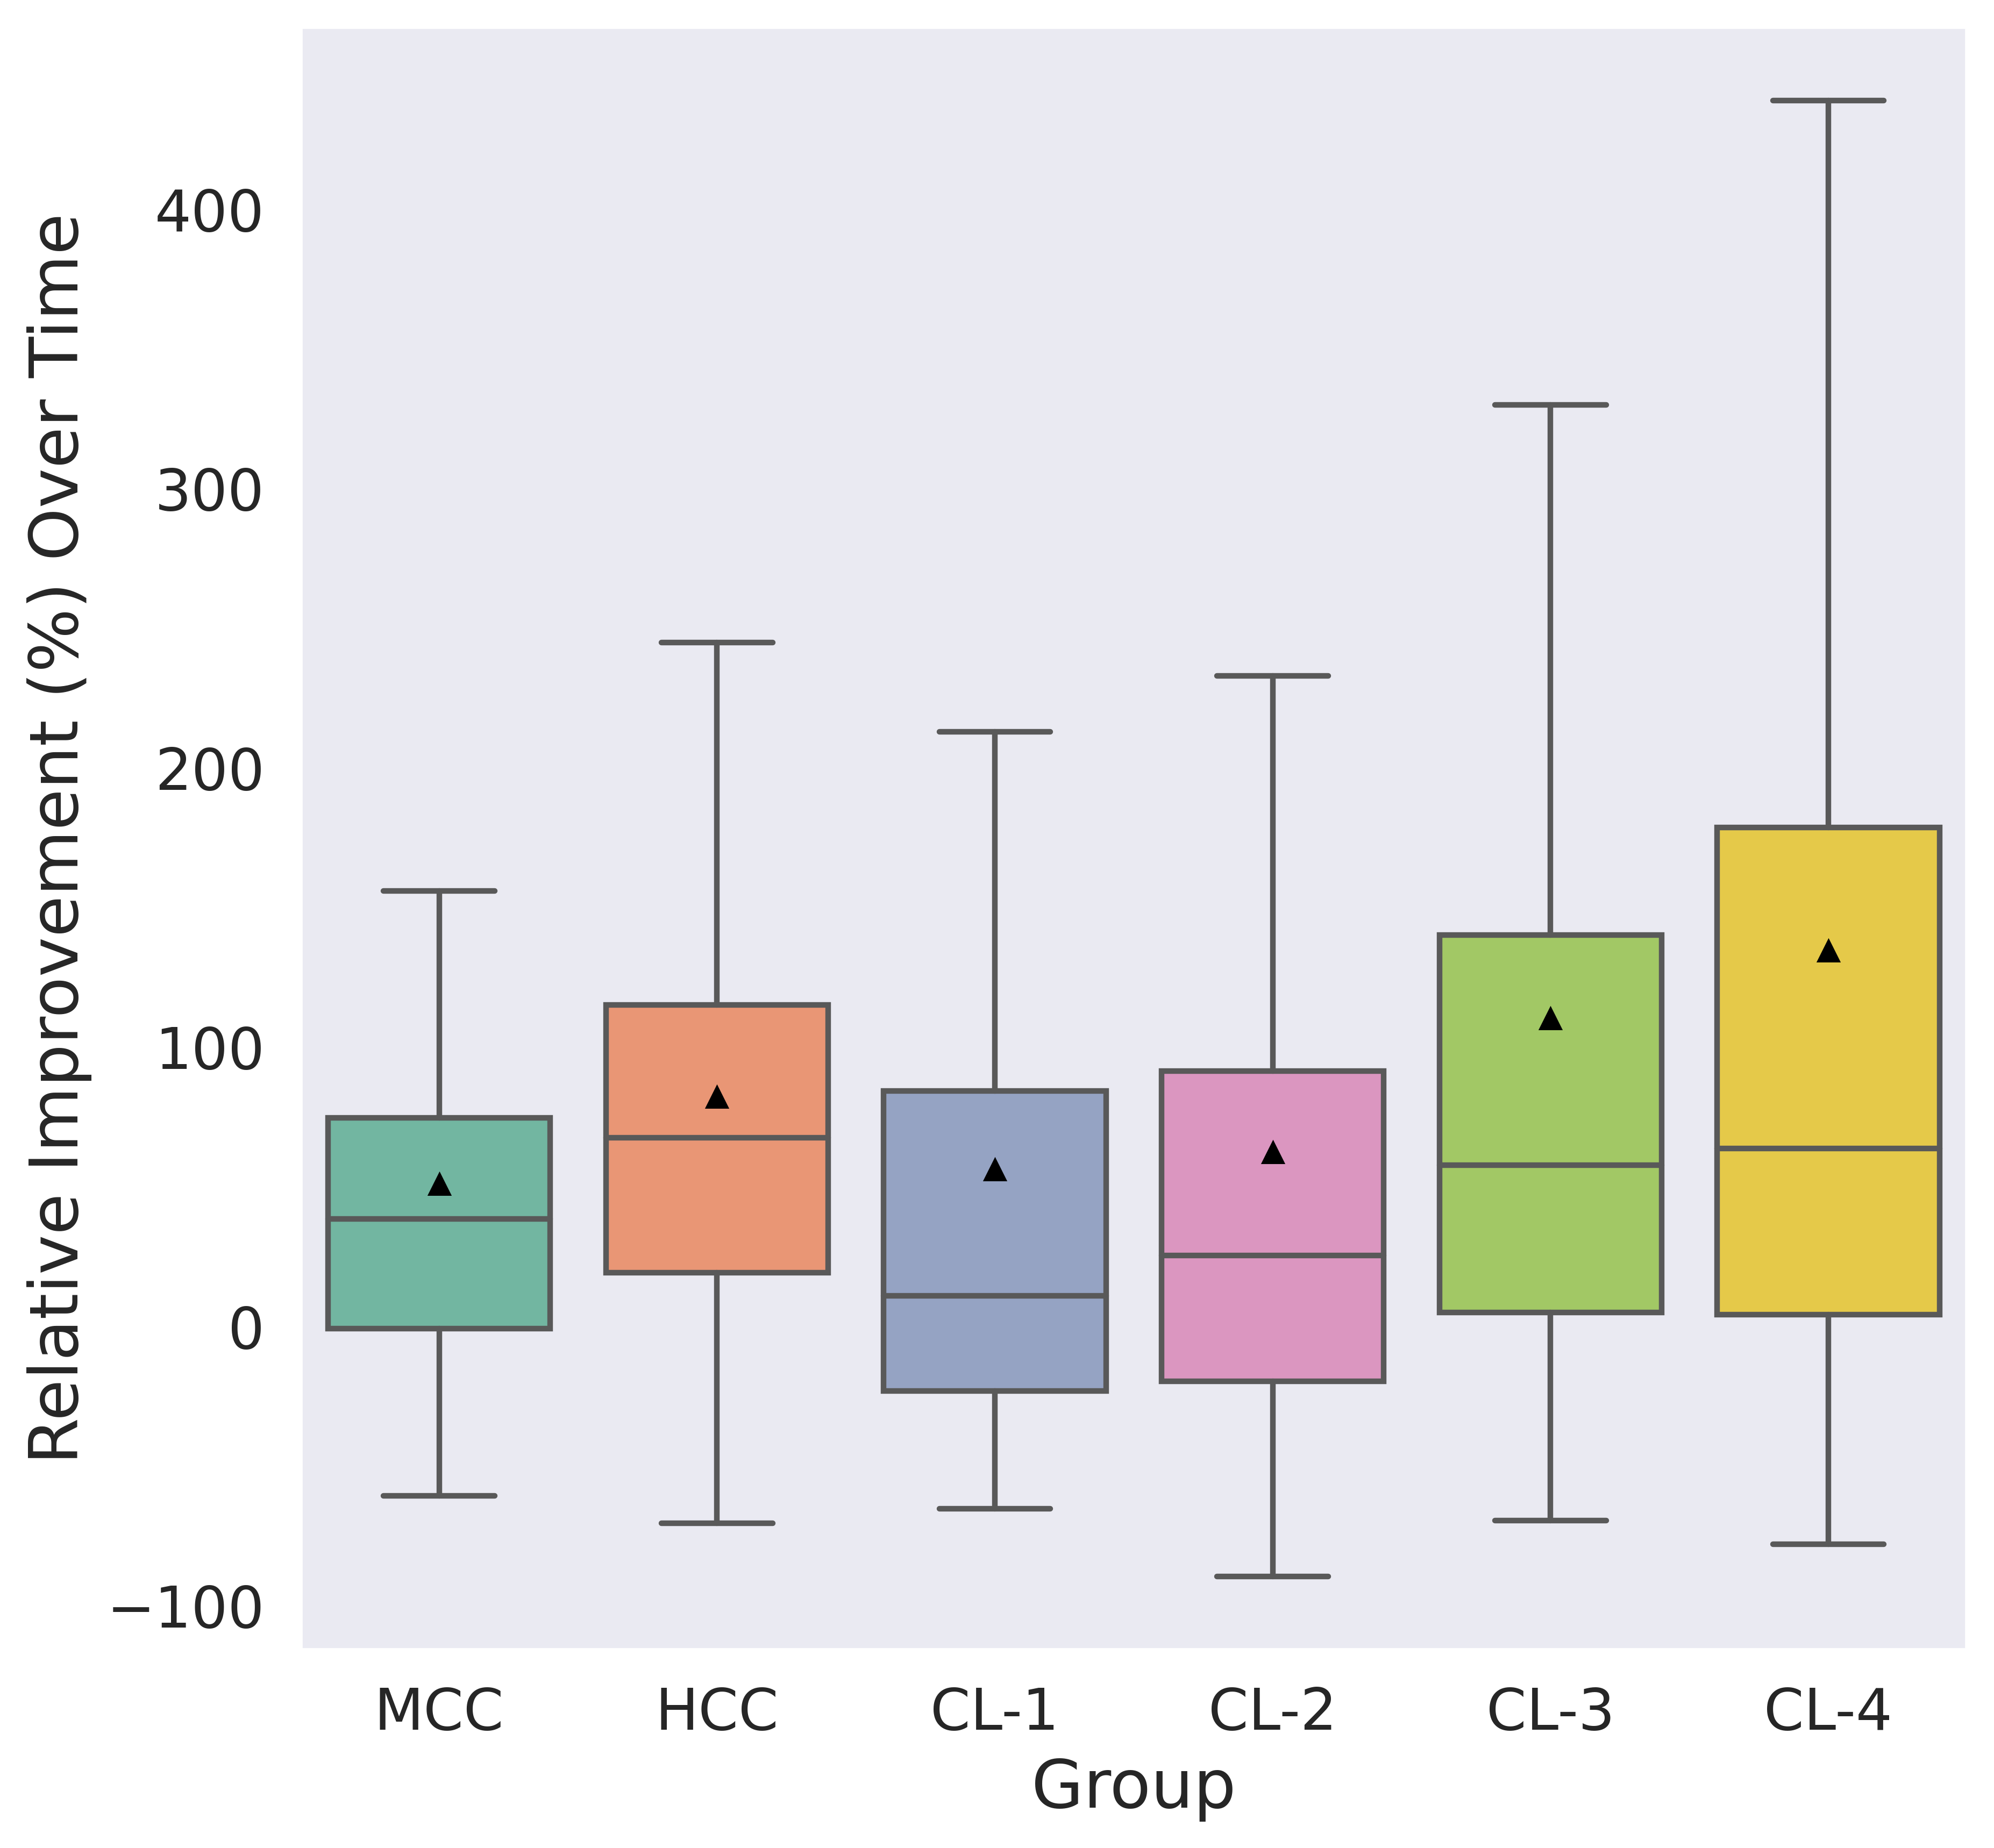 Relative Improvement (%) Over Time
400
300
200
100
0
−100
MCC HCC CL-1 CL-2 CL-3 CL-4
Group